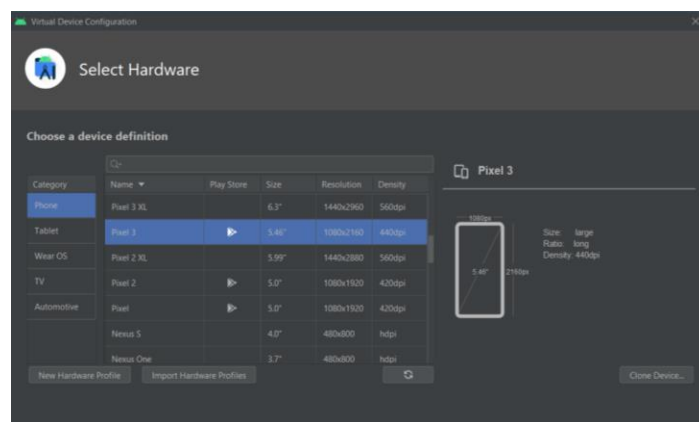 Virtual Device Configuration
Select Hardware
Choose a device definition
Category
Phone
Tablet
Wear OS
TV
Automotive
Name Play Store Size Resolution Density
Pixel 3 XL 6.3" 1440x2960 560dpi
Pixel 3 5.46" 1080x2160 440dpi
Pixel 2 XL 5.99" 1440x2880 560dpi
Pixel 2 5.0" 1080x1920 420dpi
Pixel 5.0" 1080x1920 420dpi
Nexus S 4.0" 480x800 hdpi
Nexus One 3.7" 480x800 hdpi
New Hardware Profile Import Hardware Profiles
Pixel 3
1080px
5.46" 2160px
Size: large
Ratio: long
Density: 440dpi
Clone Device...